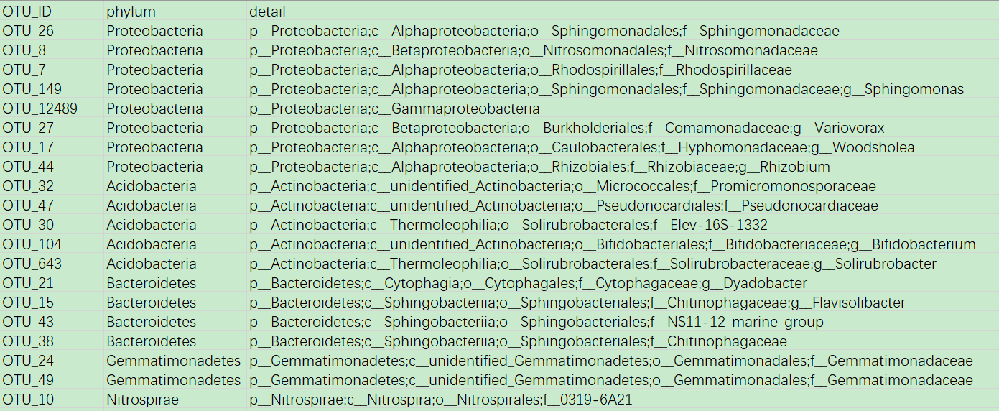 OTU_ID phylum detail
OTU_26 Proteobacteria p__Proteobacteria;c__Alphaproteobacteria;o__Sphingomonadales;f__Sphingomonadaceae
OTU_8 Proteobacteria p__Proteobacteria;c__Betaproteobacteria;o__Nitrosomonadales;f__Nitrosomonadaceae
OTU_7 Proteobacteria p__Proteobacteria;c__Alphaproteobacteria;o__Rhodospirillales;f__Rhodospirillaceae
OTU_149 Proteobacteria p__Proteobacteria;c__Alphaproteobacteria;o__Sphingomonadales;f__Sphingomonadaceae;g__Sphingomonas
OTU_12489 Proteobacteria p__Proteobacteria;c__Gammaproteobacteria
OTU_27 Proteobacteria p__Proteobacteria;c__Betaproteobacteria;o__Burkholderiales;f__Comamonadaceae;g__Variovorax
OTU_17 Proteobacteria p__Proteobacteria;c__Alphaproteobacteria;o__Caulobacterales;f__Hyphomonadaceae;g__Woodsholea
OTU_44 Proteobacteria p__Proteobacteria;c__Alphaproteobacteria;o__Rhizobiales;f__Rhizobiaceae;g__Rhizobium
OTU_32 Acidobacteria p__Actinobacteria;c__unidentified_Actinobacteria;o__Micrococcales;f__Promicromonosporaceae
OTU_47 Acidobacteria p__Actinobacteria;c__unidentified_Actinobacteria;o__Pseudonocardiales;f__Pseudonocardiaceae
OTU_30 Acidobacteria p__Actinobacteria;c__Thermoleophilia;o__Solirubrobacterales;f__Elev-16S-1332
OTU_104 Acidobacteria p__Actinobacteria;c__unidentified_Actinobacteria;o__Bifidobacteriales;f__Bifidobacteriaceae;g__Bifidobacterium
OTU_643 Acidobacteria p__Actinobacteria;c__Thermoleophilia;o__Solirubrobacterales;f__Solirubrobacteraceae;g__Solirubrobacter
OTU_21 Bacteroidetes p__Bacteroidetes;c__Cytophagia;o__Cytophagales;f__Cytophagaceae;g__Dyadobacter
OTU_15 Bacteroidetes p__Bacteroidetes;c__Sphingobacteriia;o__Sphingobacteriales;f__Chitinophagaceae;g__Flavisolibacter
OTU_43 Bacteroidetes p__Bacteroidetes;c__Sphingobacteriia;o__Sphingobacteriales;f__NS11-12_marine_group
OTU_38 Bacteroidetes p__Bacteroidetes;c__Sphingobacteriia;o__Sphingobacteriales;f__Chitinophagaceae
OTU_24 Gemmatimonadetes p__Gemmatimonadetes;c__unidentified_Gemmatimonadetes;o__Gemmatimonadales;f__Gemmatimonadaceae
OTU_49 Gemmatimonadetes p__Gemmatimonadetes;c__unidentified_Gemmatimonadetes;o__Gemmatimonadales;f__Gemmatimonadaceae
OTU_10 Nitrospirae p__Nitrospirae;c__Nitrospira;o__Nitrospirales;f__0319-6A21